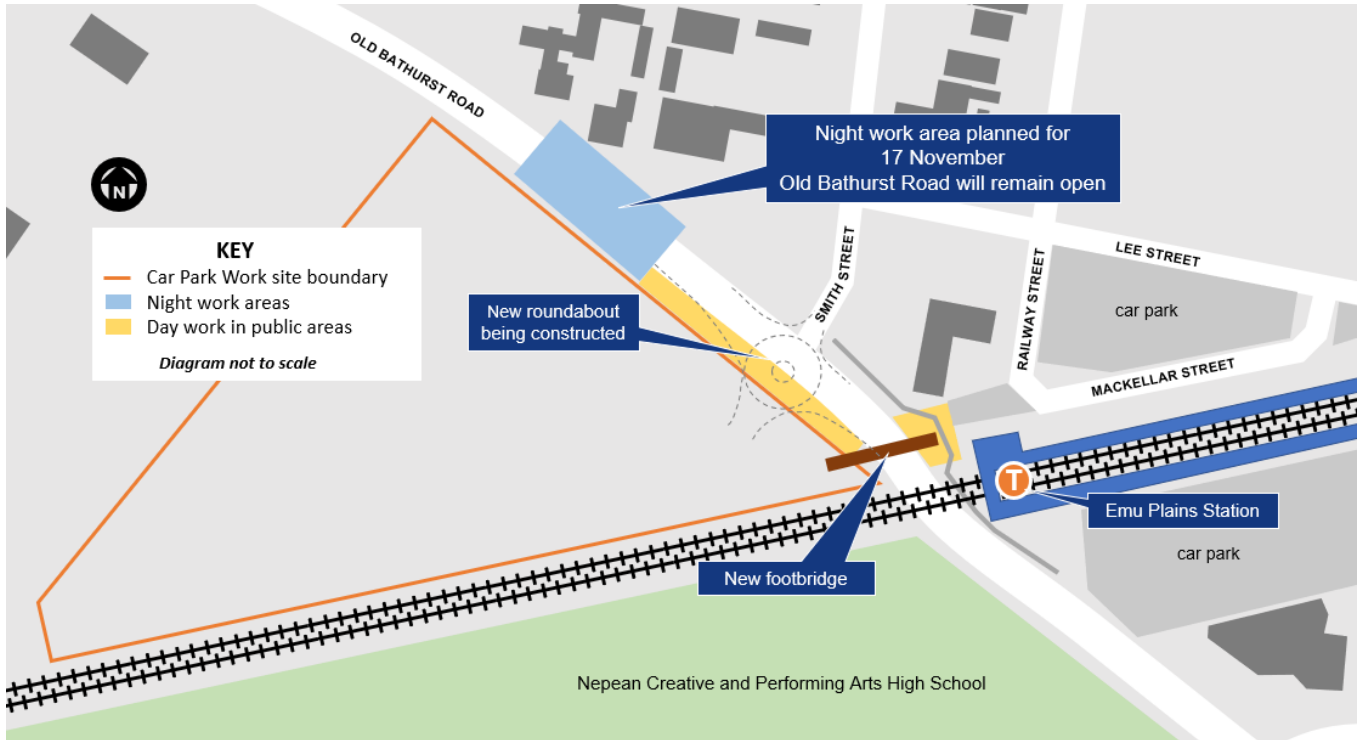 OLD BATHURST ROAD
Night work area planned for
17 November
Old Bathurst Road will remain open
N
KEY
Car Park Work site boundary
Night work areas
Day work in public areas
Diagram not to scale
New roundabout
being constructed
SMITH STREET
RAILWAY STREET
LEE STREET
car park
MACKELLAR STREET
T
Emu Plains Station
car park
New footbridge
Nepean Creative and Performing Arts High School